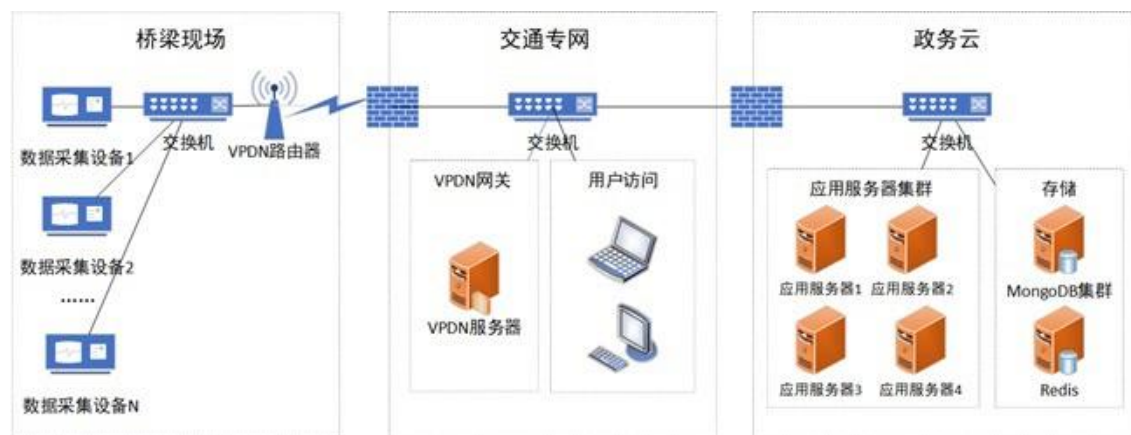 桥梁现场
数据采集设备1
交换机
VPDN路由器
数据采集设备2
......
数据采集设备N
交通专网
交换机
VPDN网关
VPDN服务器
用户访问
政务云
交换机
应用服务器集群
应用服务器1
应用服务器2
应用服务器3
应用服务器4
存储
MongoDB集群
Redis